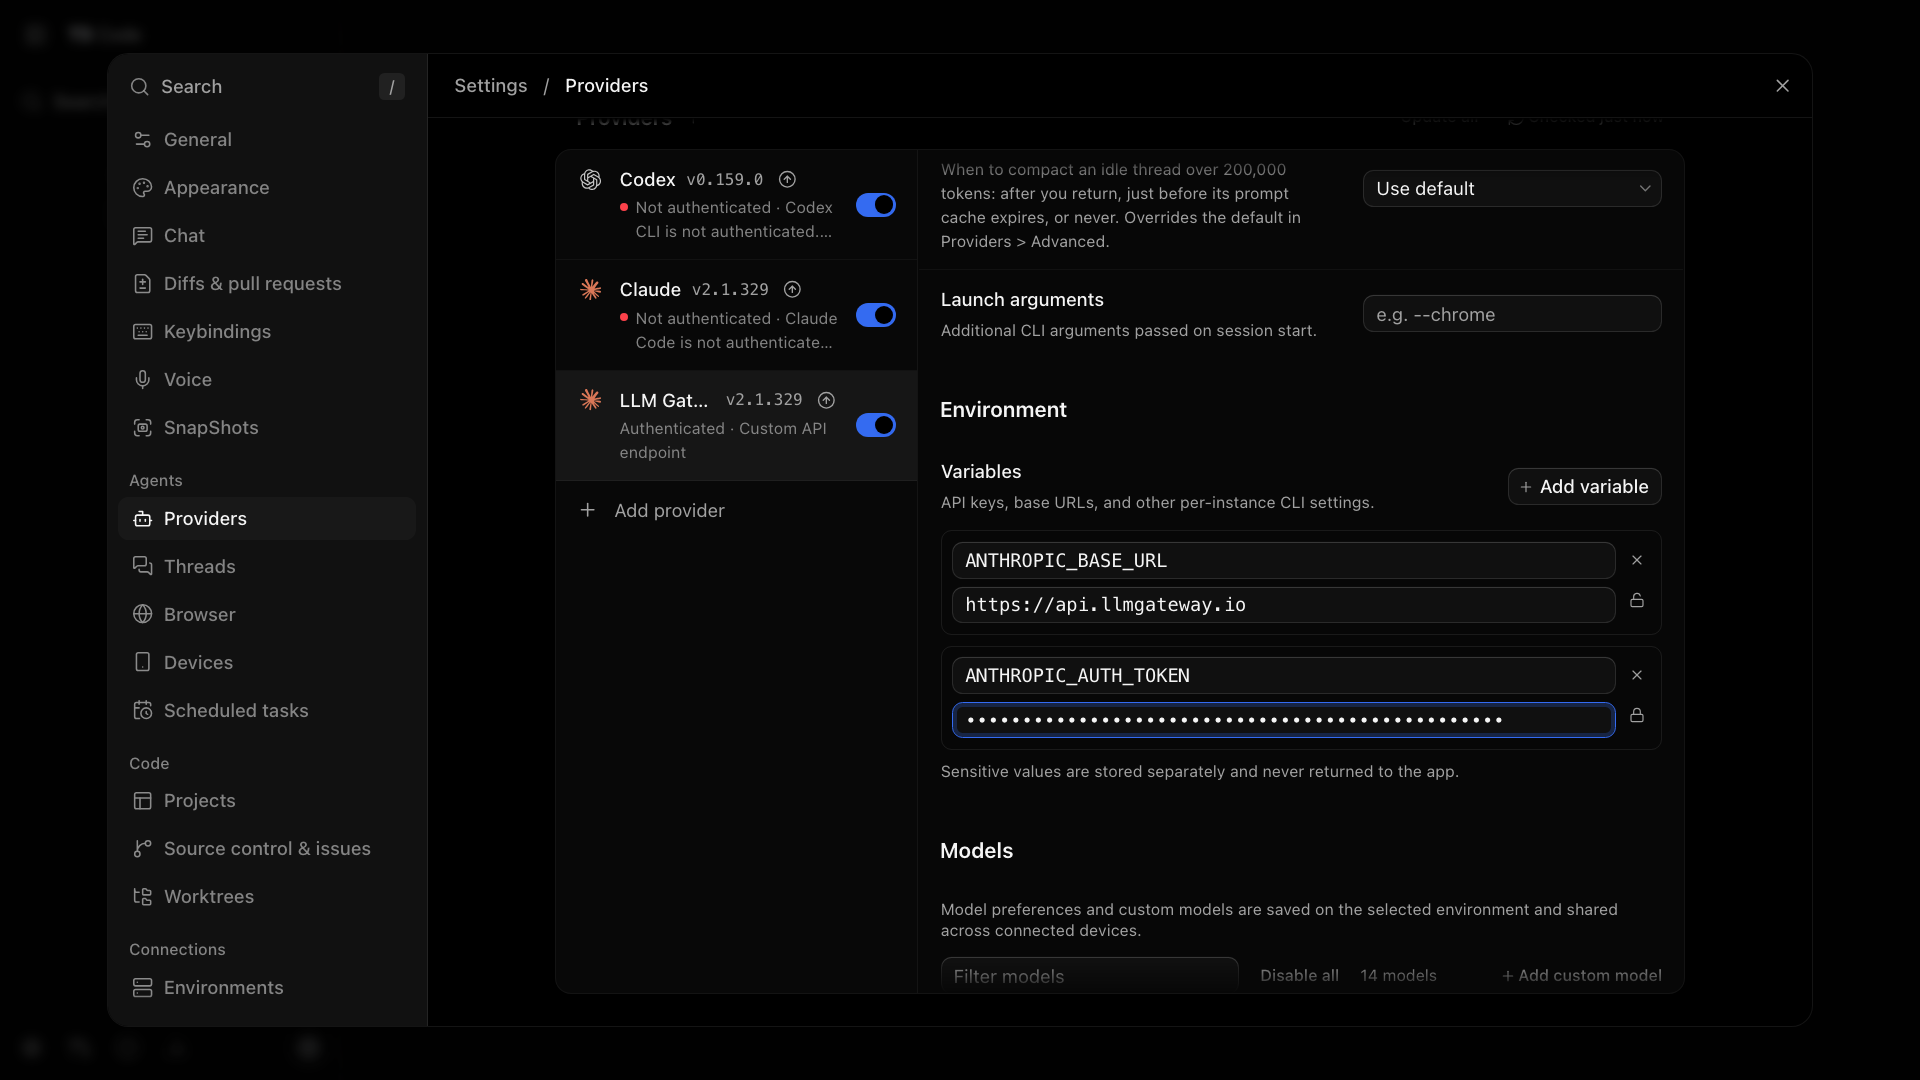 Search /
General
Appearance
Chat
Diffs & pull requests
Keybindings
Voice
SnapShots
Agents
Providers
Threads
Browser
Devices
Scheduled tasks
Code
Projects
Source control & issues
Worktrees
Connections
Environments
Settings / Providers
Providers
Codex v0.159.0
Not authenticated · Codex
CLI is not authenticated....
Claude v2.1.329
Not authenticated · Claude
Code is not authenticate...
LLM Gat... v2.1.329
Authenticated · Custom API
endpoint
+ Add provider
When to compact an idle thread over 200,000
tokens: after you return, just before its prompt
cache expires, or never. Overrides the default in
Providers > Advanced.
Use default
Launch arguments
Additional CLI arguments passed on session start.
e.g. --chrome
Environment
Variables
API keys, base URLs, and other per-instance CLI settings.
+ Add variable
ANTHROPIC_BASE_URL
https://api.llmgateway.io
ANTHROPIC_AUTH_TOKEN
Sensitive values are stored separately and never returned to the app.
Models
Model preferences and custom models are saved on the selected environment and shared
across connected devices.
Filter models
Disable all
14 models
+ Add custom model